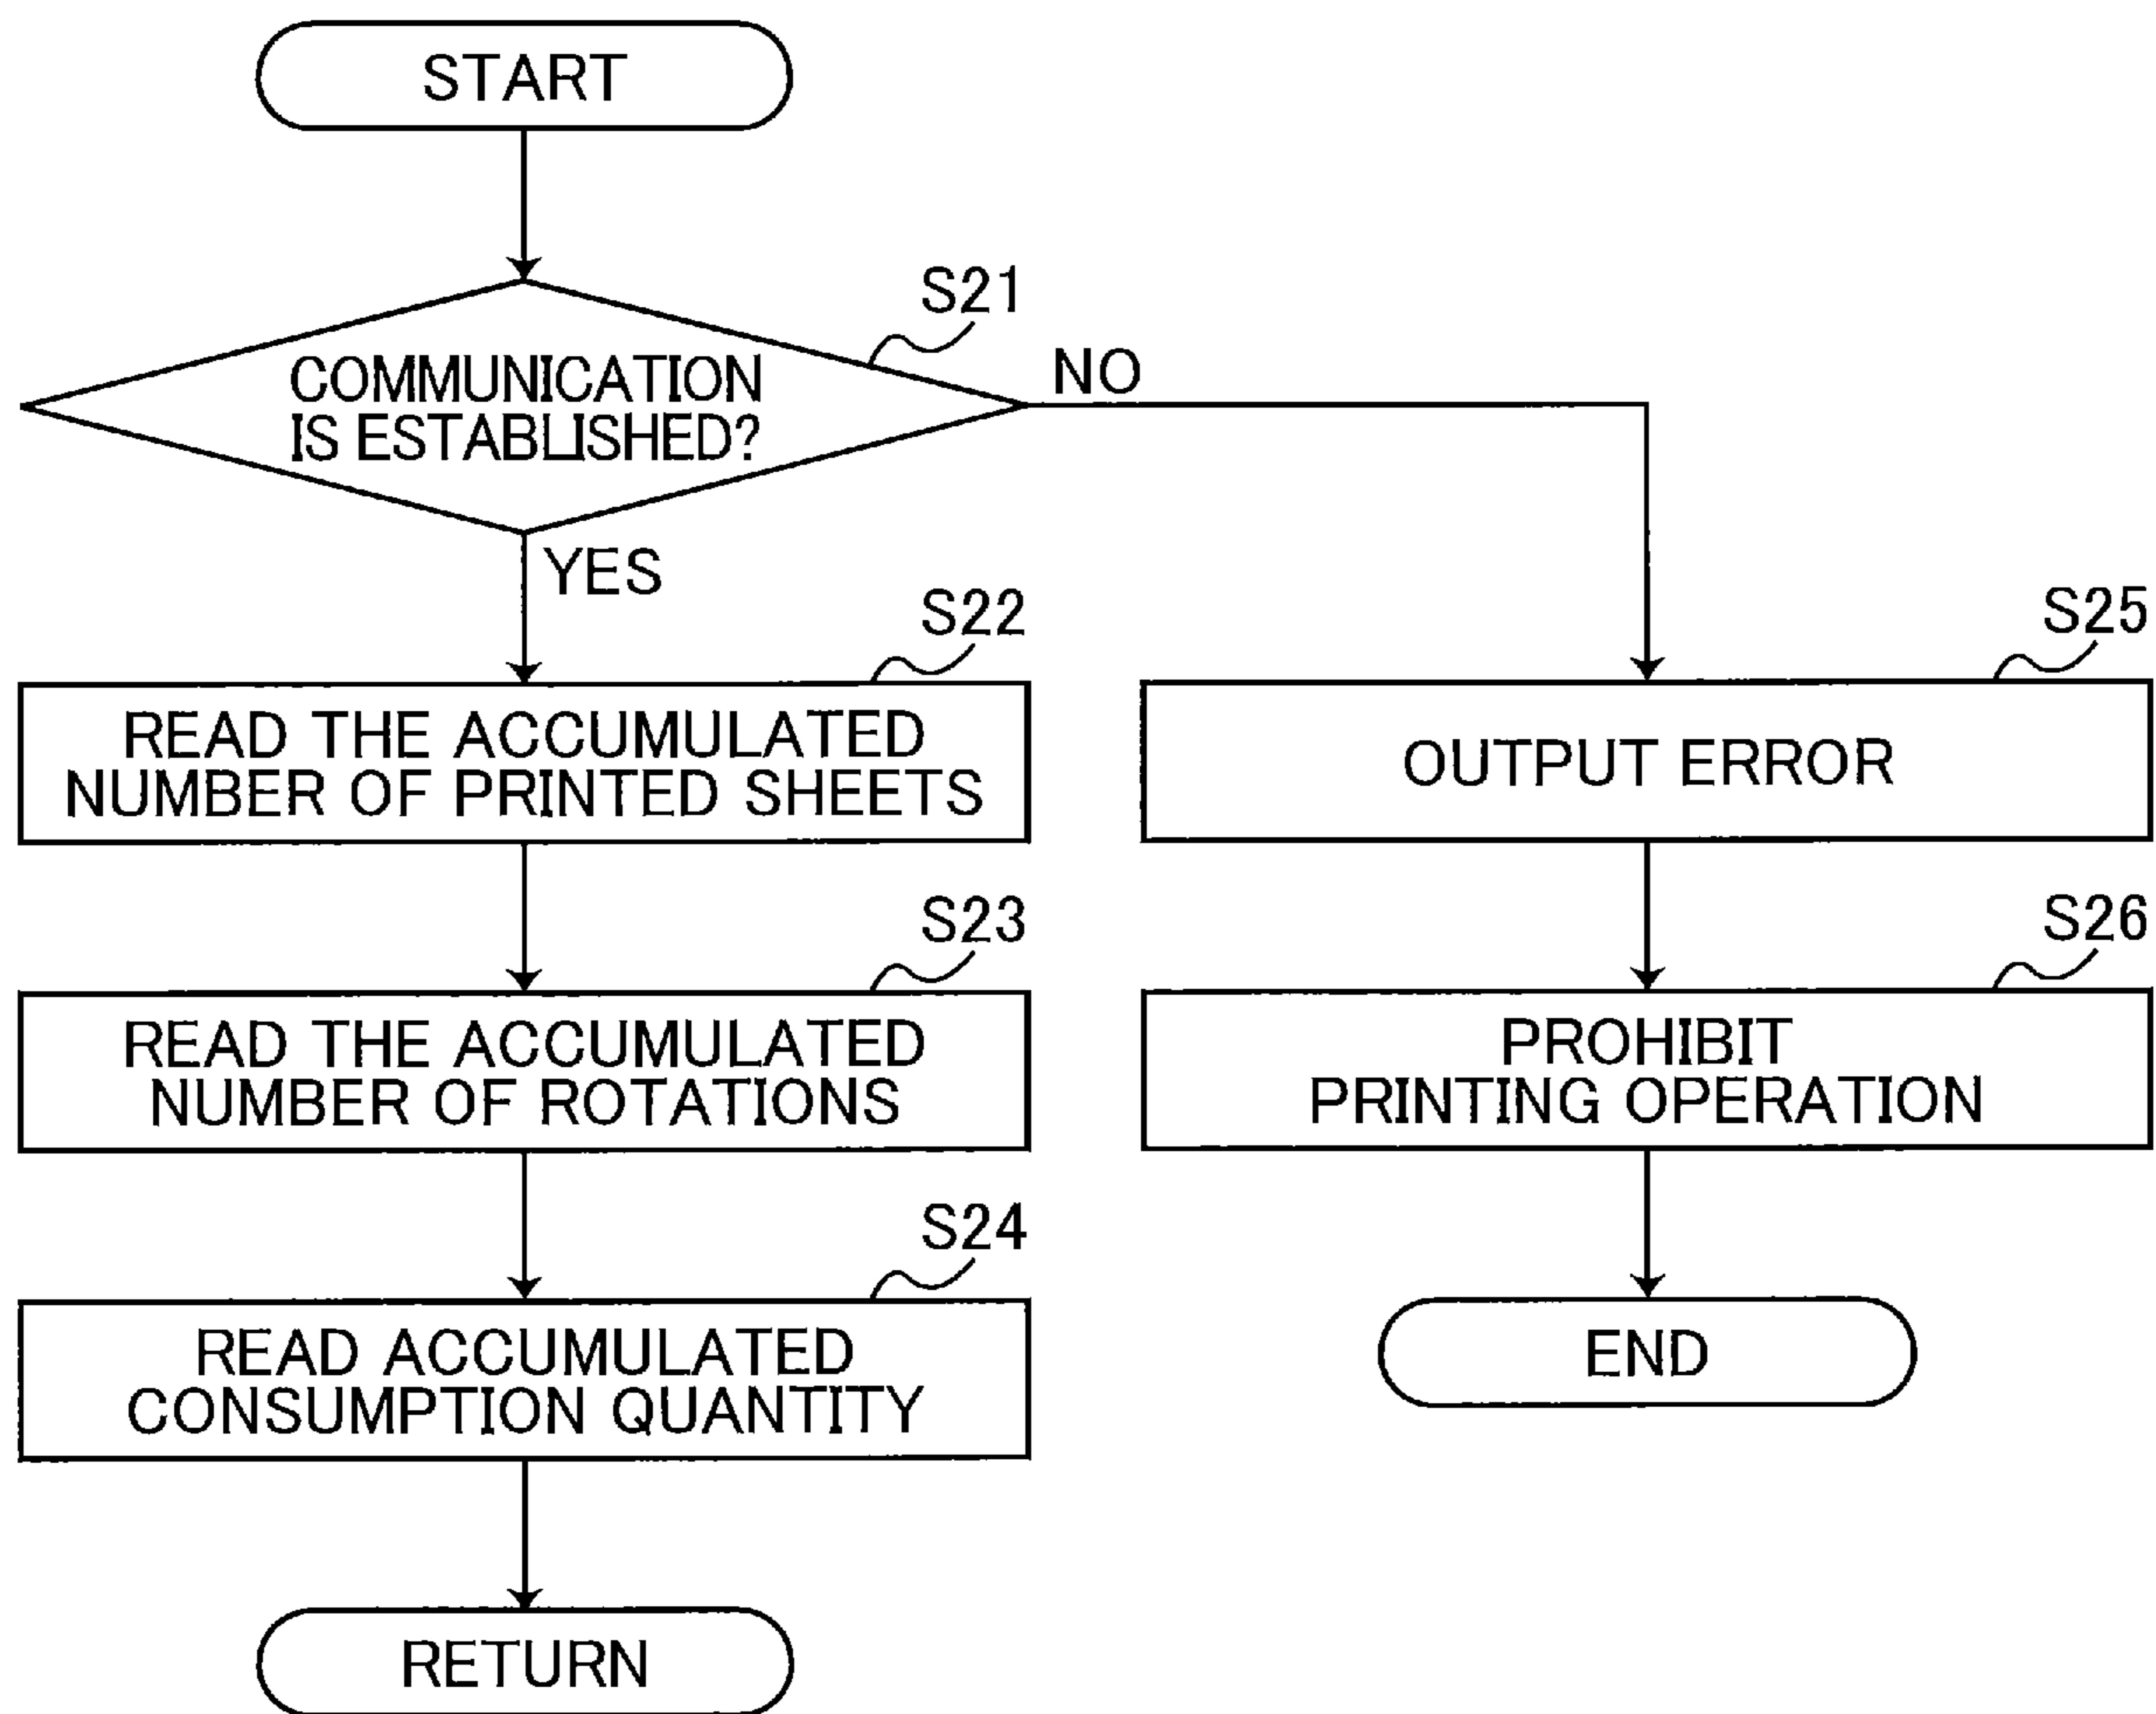 START
S21
COMMUNICATION
IS ESTABLISHED?
NO
YES
S22
READ THE ACCUMULATED
NUMBER OF PRINTED SHEETS
S23
READ THE ACCUMULATED
NUMBER OF ROTATIONS
S24
READ ACCUMULATED
CONSUMPTION QUANTITY
RETURN
S25
OUTPUT ERROR
S26
PROHIBIT
PRINTING OPERATION
END